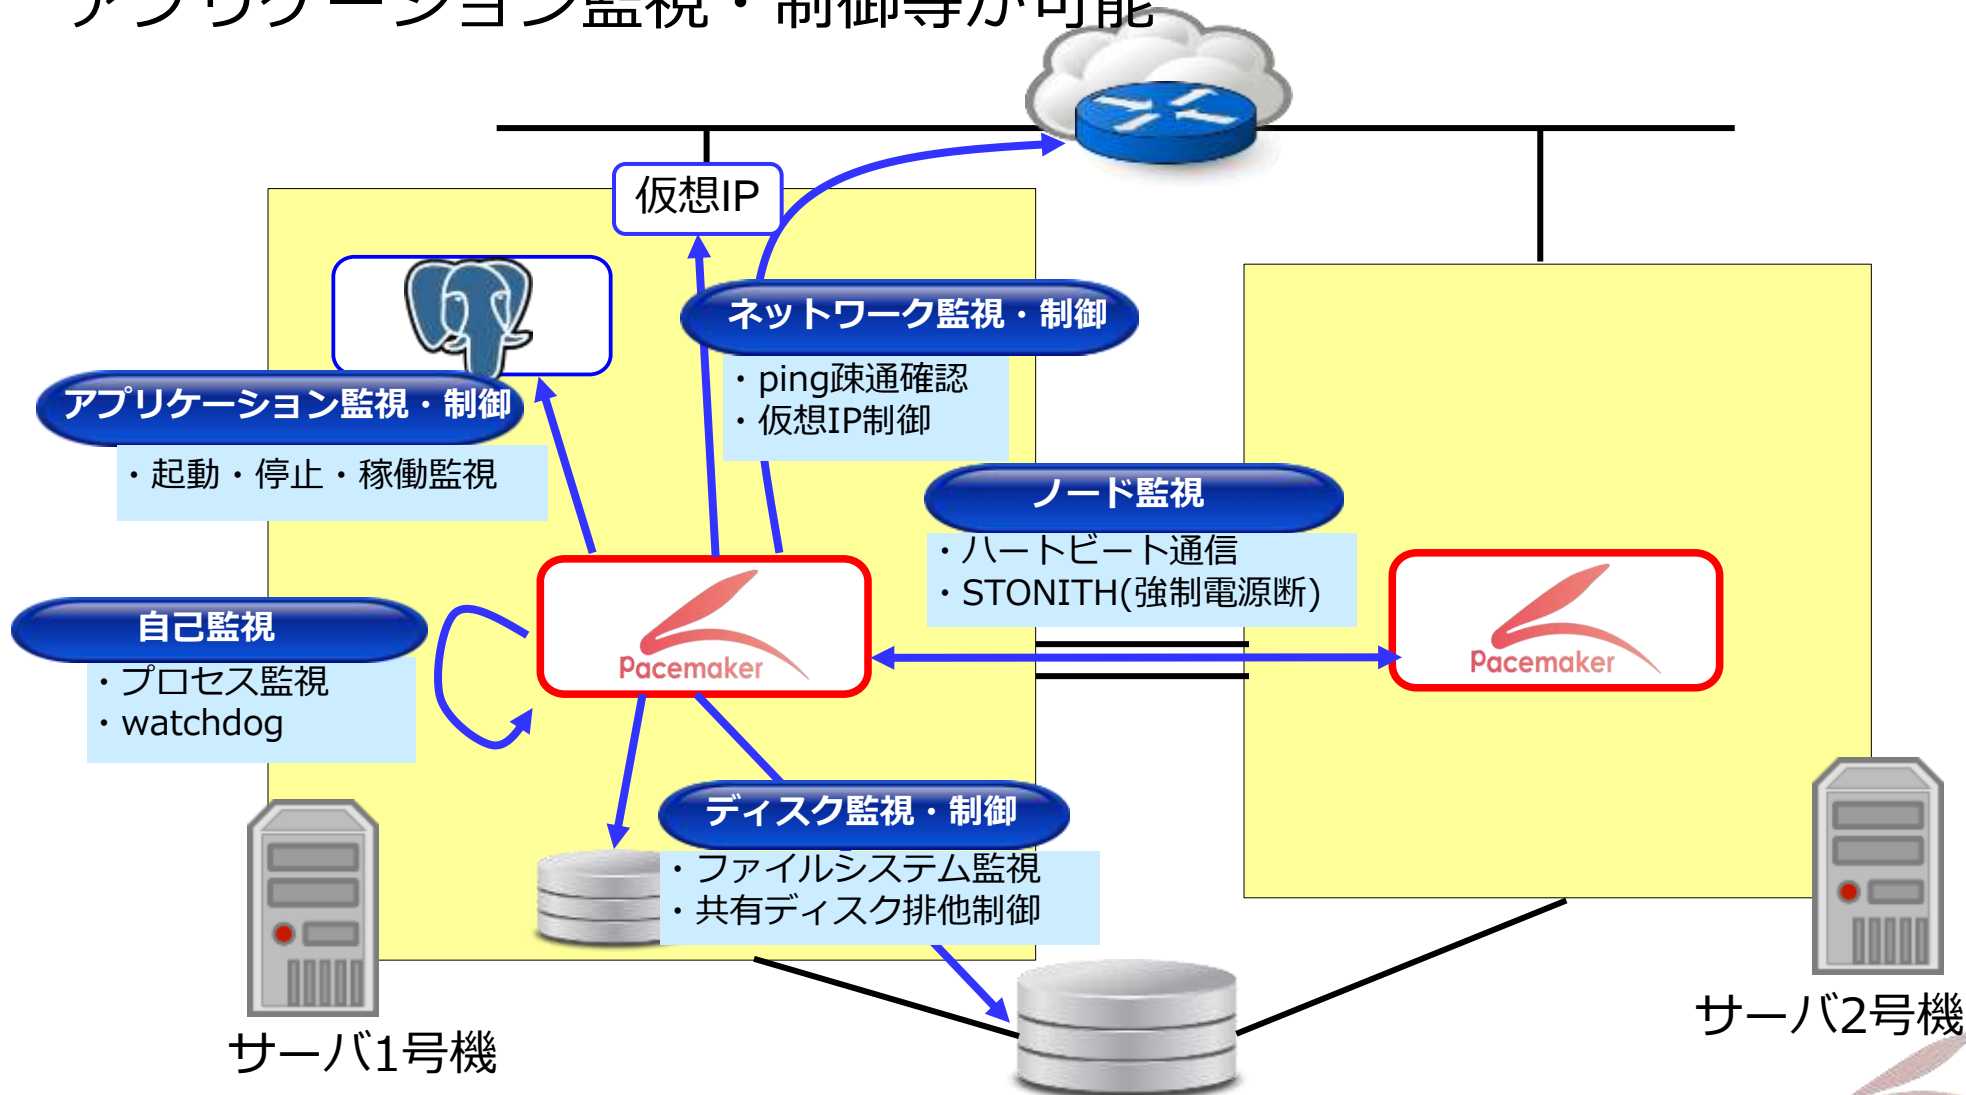 アプリケーション監視・制御等が可能
仮想IP
ネットワーク監視・制御
・ping疎通確認
・仮想IP制御
アプリケーション監視・制御
・起動・停止・稼働監視
ノード監視
・ハートビート通信
・STONITH(強制電源断)
自己監視
・プロセス監視
・watchdog
Pacemaker
Pacemaker
ディスク監視・制御
・ファイルシステム監視
・共有ディスク排他制御
サーバ1号機
サーバ2号機